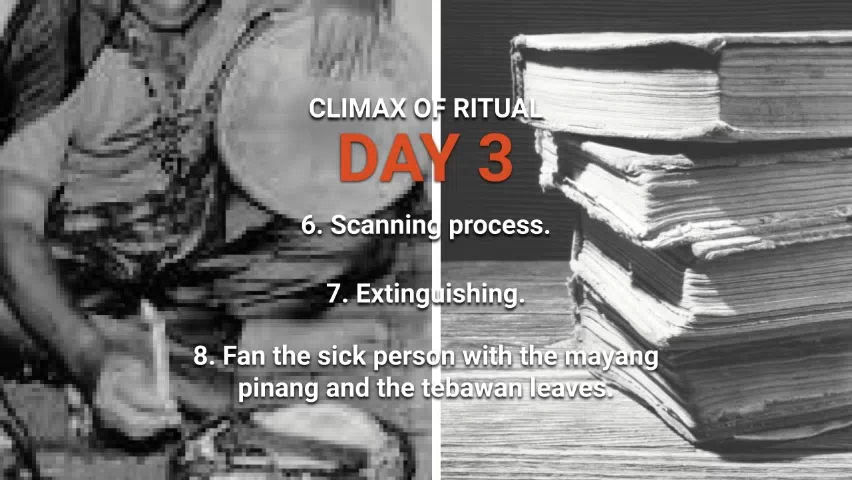 CLIMAX OF RITUAL
DAY 3
6. Scanning process.
7. Extinguishing.
8. Fan the sick person with the mayang
pinang and the tebawan leaves.